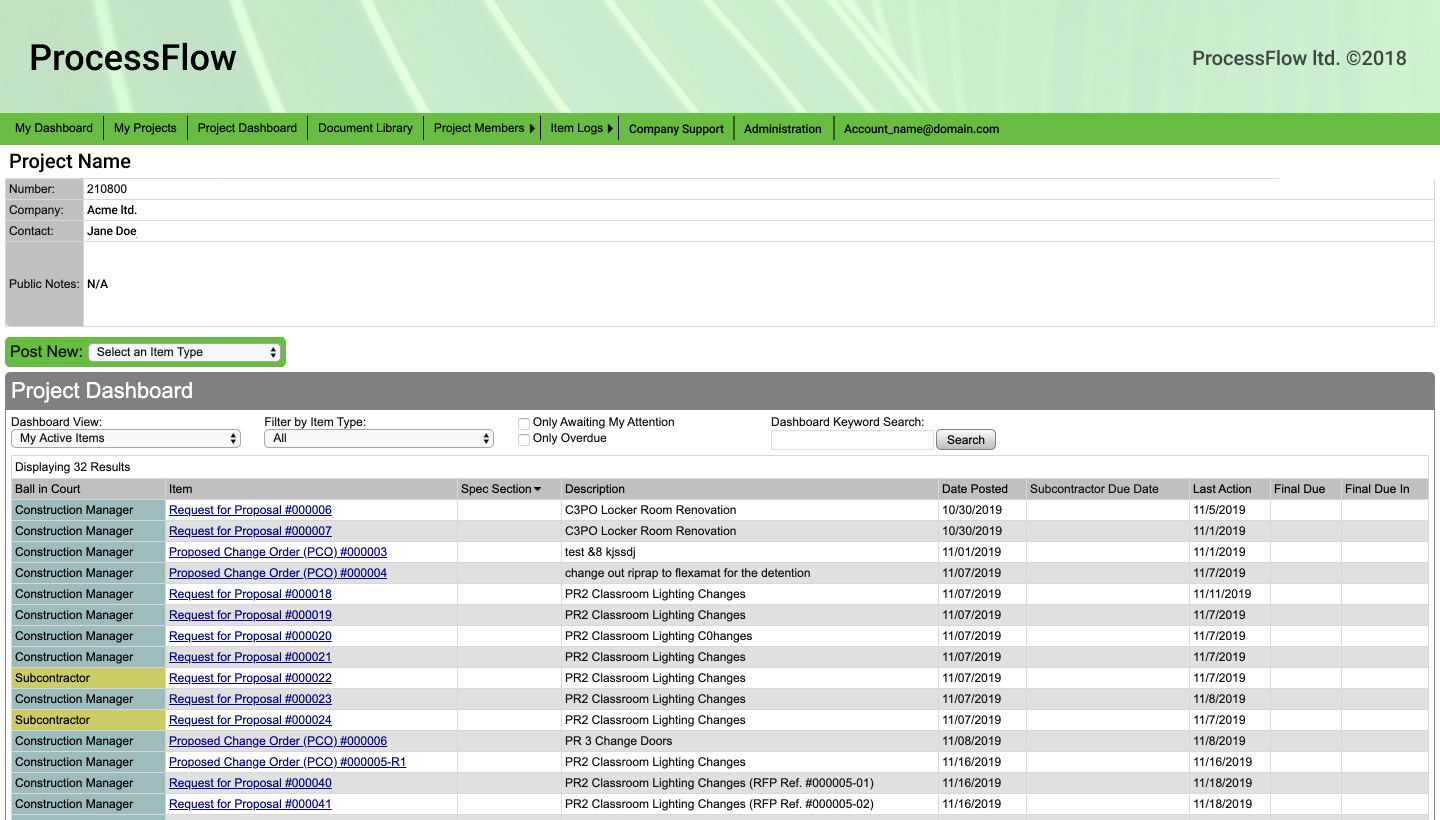 ProcessFlow
ProcessFlow ltd. ©2018
My Dashboard My Projects Project Dashboard Document Library Project Members Item Logs Company Support Administration Account_name@domain.com
Project Name
Number: 210800
Company: Acme ltd.
Contact: Jane Doe
Public Notes: N/A
Post New: Select an Item Type
Project Dashboard
Dashboard View: Filter by Item Type: Only Awaiting My Attention Dashboard Keyword Search:
My Active Items All Only Overdue Search
Displaying 32 Results
Ball in Court Item Spec Section Description Date Posted Subcontractor Due Date Last Action Final Due Final Due In
Construction Manager Request for Proposal #000006 C3PO Locker Room Renovation 10/30/2019 11/5/2019
Construction Manager Request for Proposal #000007 C3PO Locker Room Renovation 10/30/2019 11/1/2019
Construction Manager Proposed Change Order (PCO) #000003 test &8 kjssdj 11/01/2019 11/1/2019
Construction Manager Proposed Change Order (PCO) #000004 change out riprap to flexamat for the detention 11/07/2019 11/7/2019
Construction Manager Request for Proposal #000018 PR2 Classroom Lighting Changes 11/07/2019 11/11/2019
Construction Manager Request for Proposal #000019 PR2 Classroom Lighting Changes 11/07/2019 11/7/2019
Construction Manager Request for Proposal #000020 PR2 Classroom Lighting C0hanges 11/07/2019 11/7/2019
Construction Manager Request for Proposal #000021 PR2 Classroom Lighting Changes 11/07/2019 11/7/2019
Subcontractor Request for Proposal #000022 PR2 Classroom Lighting Changes 11/07/2019 11/7/2019
Construction Manager Request for Proposal #000023 PR2 Classroom Lighting Changes 11/07/2019 11/8/2019
Subcontractor Request for Proposal #000024 PR2 Classroom Lighting Changes 11/07/2019 11/7/2019
Construction Manager Proposed Change Order (PCO) #000006 PR 3 Change Doors 11/08/2019 11/8/2019
Construction Manager Proposed Change Order (PCO) #000005-R1 PR2 Classroom Lighting Changes 11/16/2019 11/16/2019
Construction Manager Request for Proposal #000040 PR2 Classroom Lighting Changes (RFP Ref. #000005-01) 11/16/2019 11/18/2019
Construction Manager Request for Proposal #000041 PR2 Classroom Lighting Changes (RFP Ref. #000005-02) 11/16/2019 11/18/2019